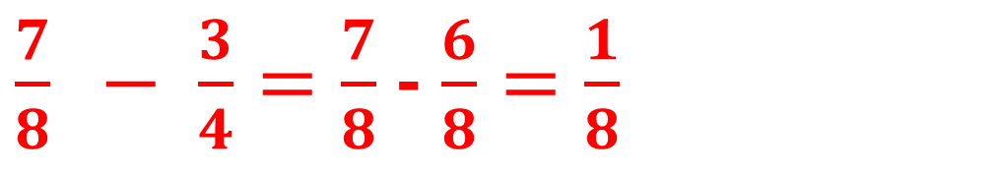 7/8 − 3/4 = 7/8 - 6/8 = 1/8